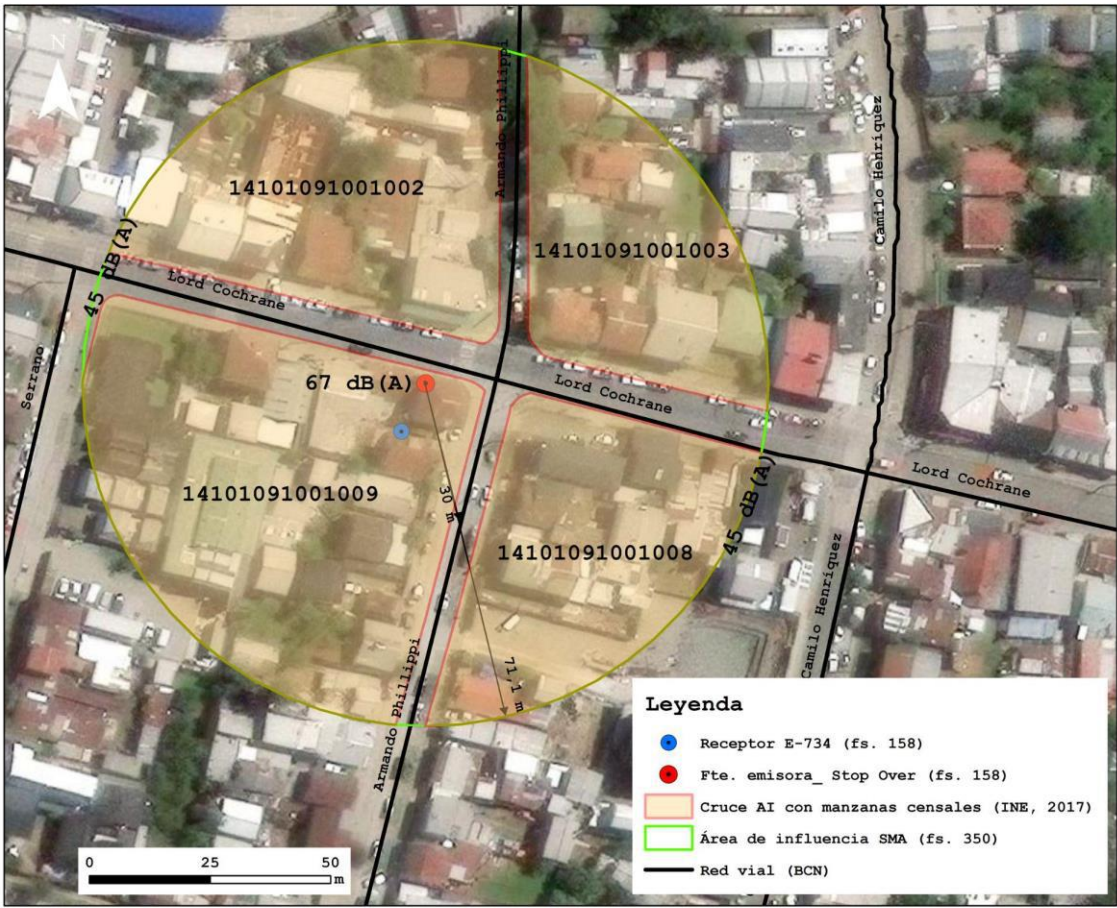 N
Armando Phillippi
Camilo Henríquez
14101091001002
14101091001003
45 dB(A)
Lord Cochrane
Serrano
67 dB(A)
Lord Cochrane
Lord Cochrane
14101091001009
30 m
45 dB(A)
14101091001008
Camilo Henríquez
71,1 m
Armando Phillippi
Leyenda
Receptor E-734 (fs. 158)
Fte. emisora_ Stop Over (fs. 158)
Cruce AI con manzanas censales (INE, 2017)
Área de influencia SMA (fs. 350)
Red vial (BCN)
0 25 50
m